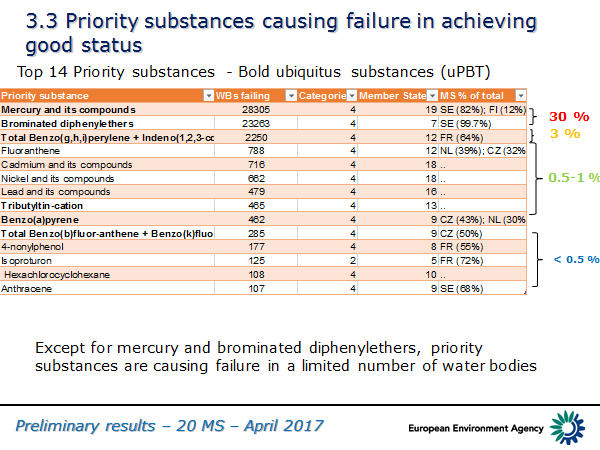 3.3 Priority substances causing failure in achieving
good status
Top 14 Priority substances - Bold ubiquitus substances (uPBT)
Priority substance WBs failing Categorie Member State MS % of total
Mercury and its compounds 28305 4 19 SE (82%); FI (12%)
Brominated diphenylethers 23263 4 7 SE (99.7%)
Total Benzo(g,h,i)perylene + Indeno(1,2,3-cc 2250 4 12 FR (64%)
Fluoranthene 788 4 12 NL (39%); CZ (32%
Cadmium and its compounds 716 4 18 ..
Nickel and its compounds 662 4 18 ..
Lead and its compounds 479 4 16 ..
Tributyltin-cation 465 4 13 ..
Benzo(a)pyrene 462 4 9 CZ (43%); NL (30%
Total Benzo(b)fluor-anthene + Benzo(k)fluo 285 4 9 CZ (50%)
4-nonylphenol 177 4 8 FR (55%)
Isoproturon 125 2 5 FR (72%)
Hexachlorocyclohexane 108 4 10 ..
Anthracene 107 4 9 SE (68%)
30 %
3 %
0.5-1 %
< 0.5 %
Except for mercury and brominated diphenylethers, priority
substances are causing failure in a limited number of water bodies
Preliminary results – 20 MS – April 2017
European Environment Agency